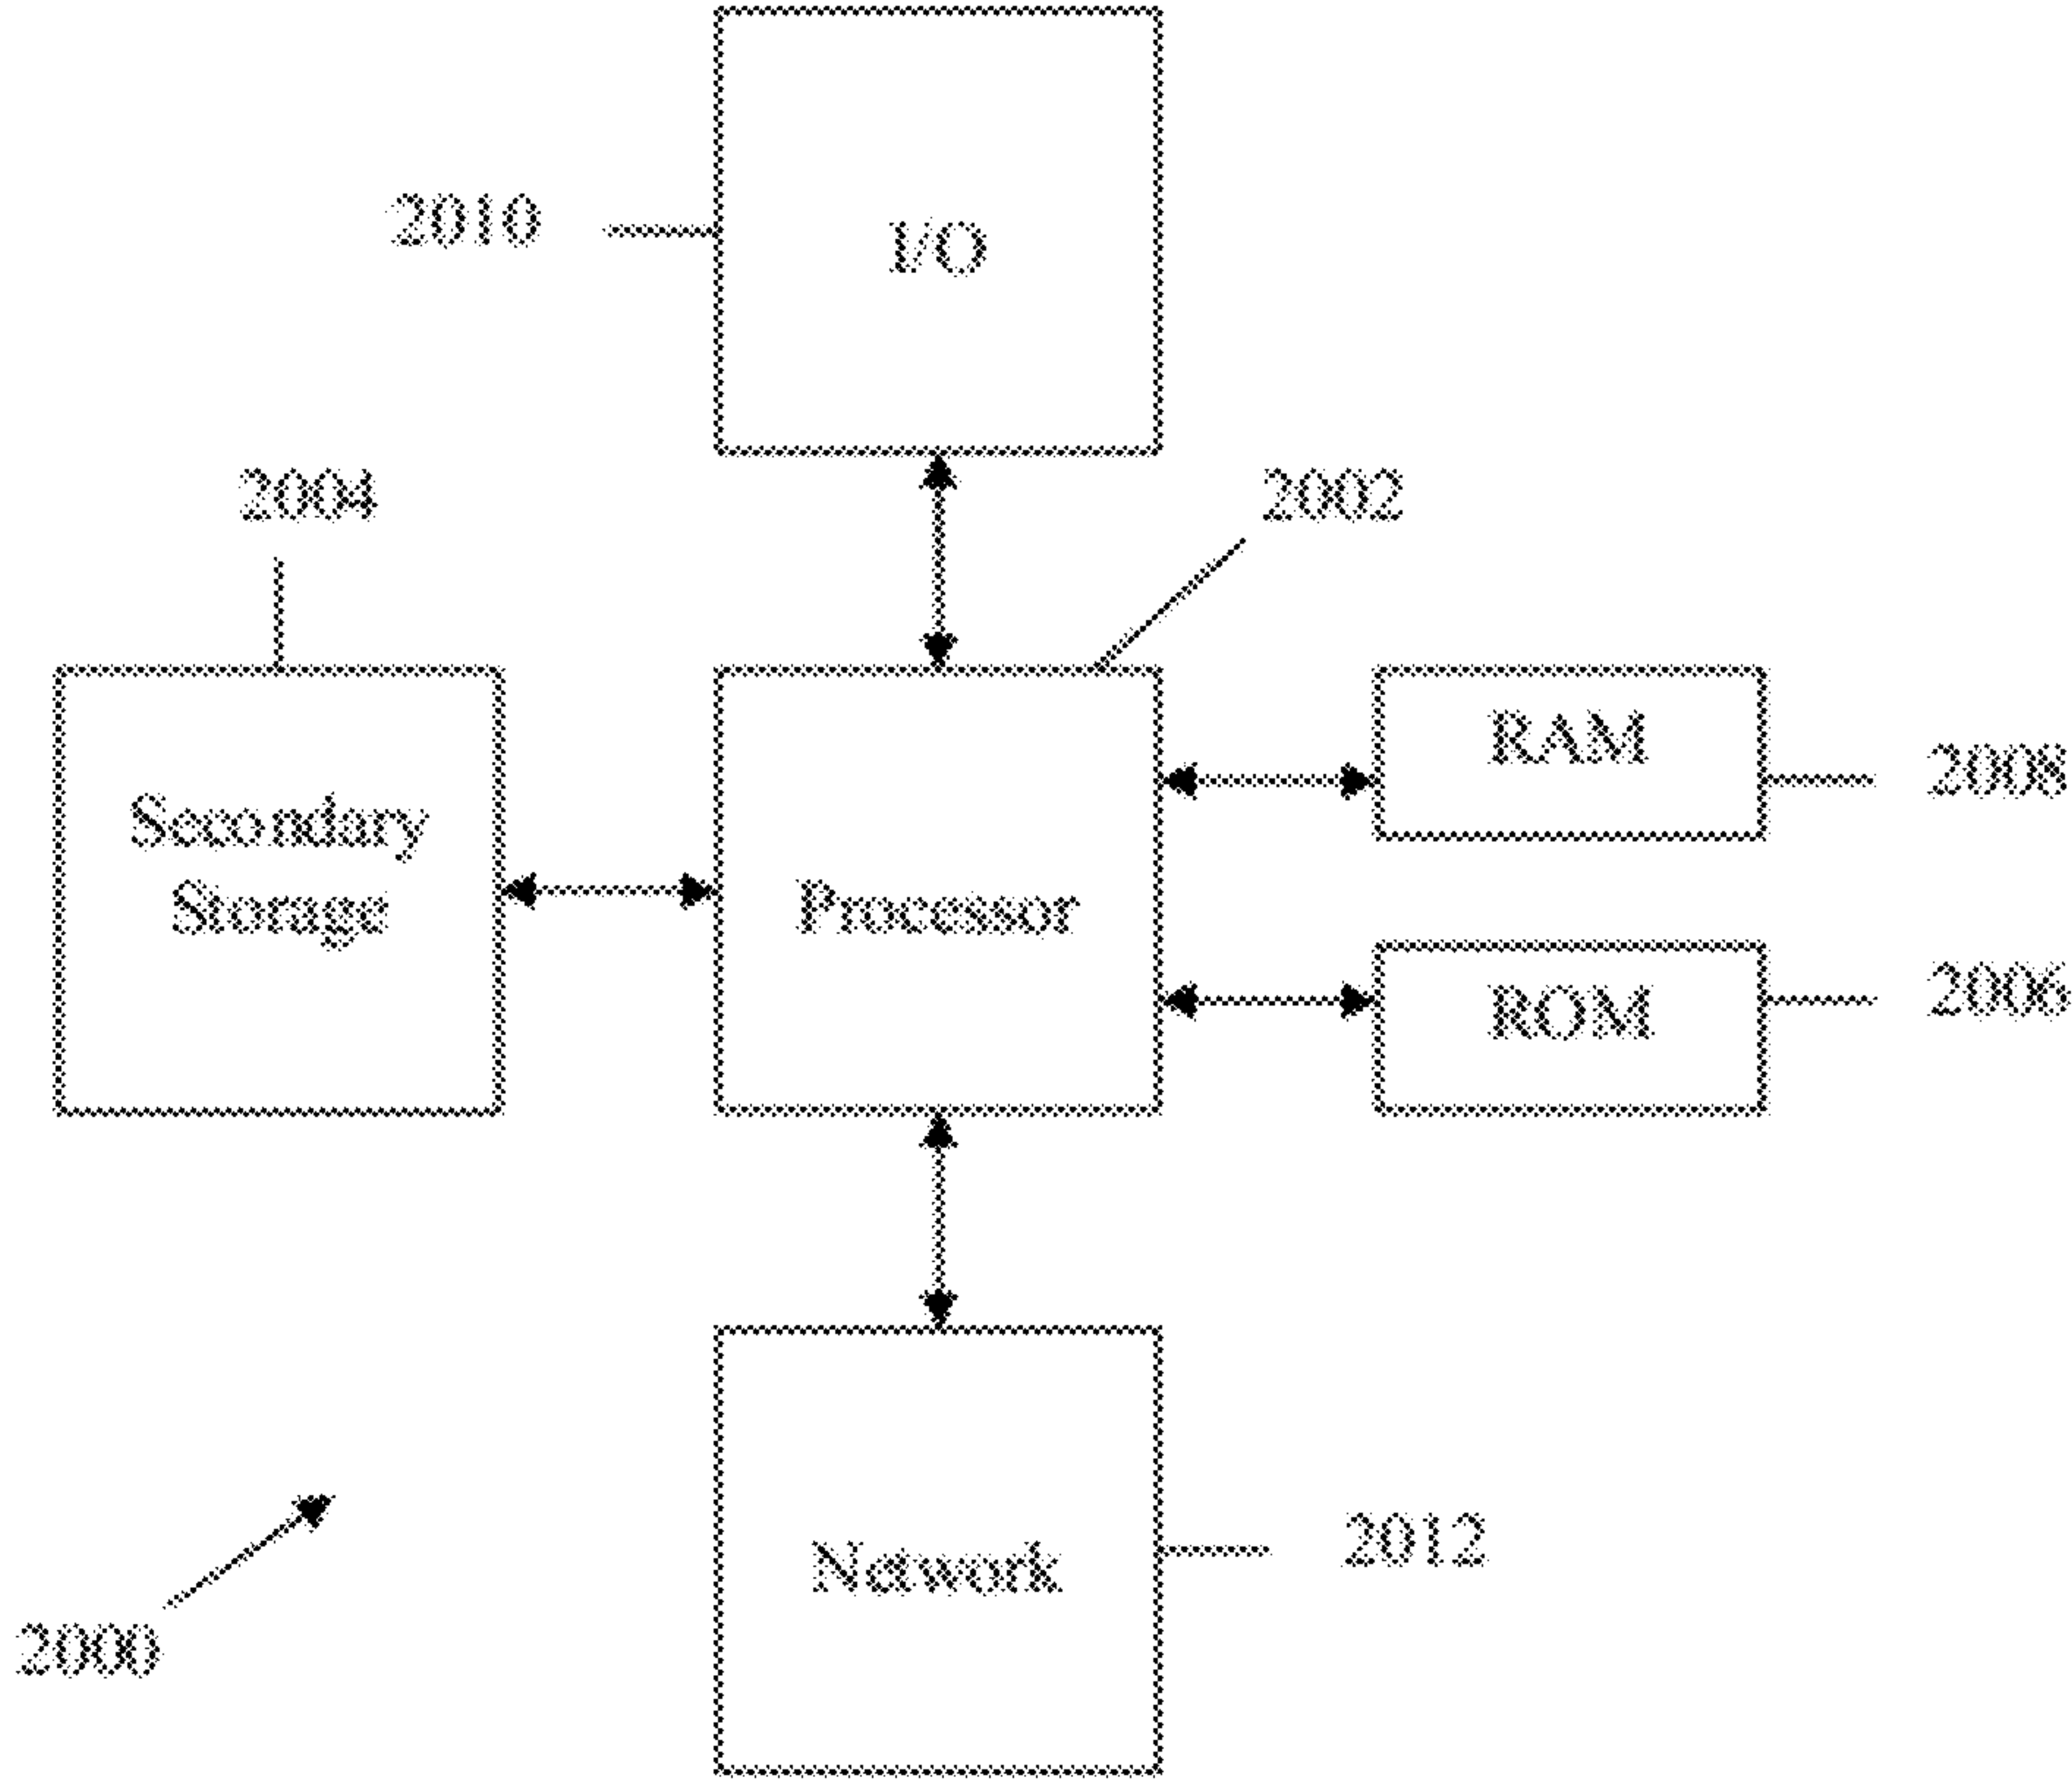 2010
I/O
2004
2002
RAM
2008
Secondary
Storage
Processor
ROM
2006
Network
2012
2000